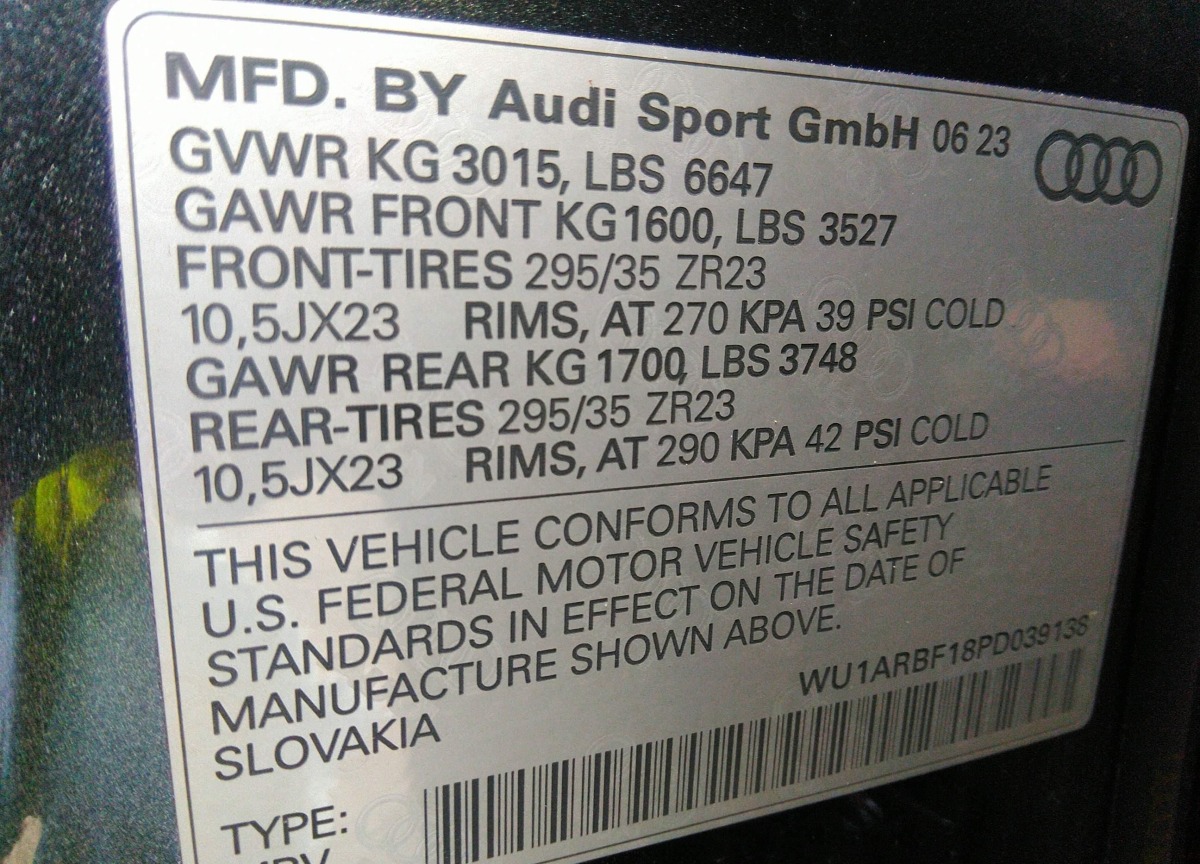 MFD. BY Audi Sport GmbH 06 23
GVWR KG 3015, LBS 6647
GAWR FRONT KG 1600, LBS 3527
FRONT-TIRES 295/35 ZR23
10,5JX23 RIMS, AT 270 KPA 39 PSI COLD
GAWR REAR KG 1700, LBS 3748
REAR-TIRES 295/35 ZR23
10,5JX23 RIMS, AT 290 KPA 42 PSI COLD
THIS VEHICLE CONFORMS TO ALL APPLICABLE
U.S. FEDERAL MOTOR VEHICLE SAFETY
STANDARDS IN EFFECT ON THE DATE OF
MANUFACTURE SHOWN ABOVE.
WU1ARBF18PD039138
SLOVAKIA
TYPE: